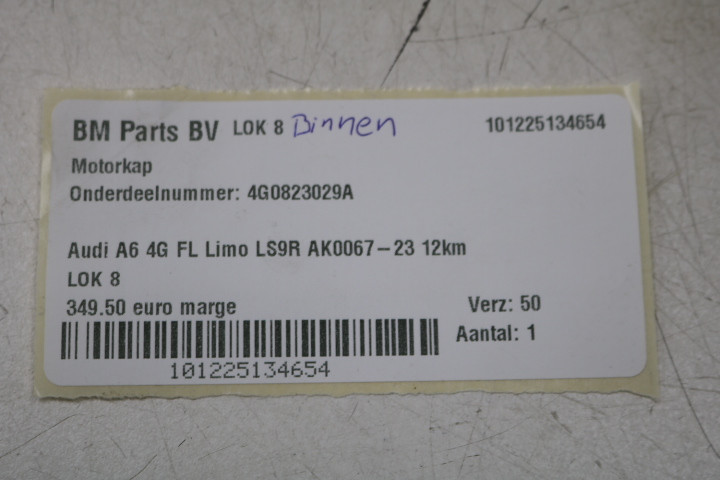 BM Parts BV LOK 8 Binnen 101225134654
Motorkap
Onderdeelnummer: 4G0823029A
Audi A6 4G FL Limo LS9R AK0067-23 12km
LOK 8
349.50 euro marge Verz: 50
Aantal: 1
101225134654